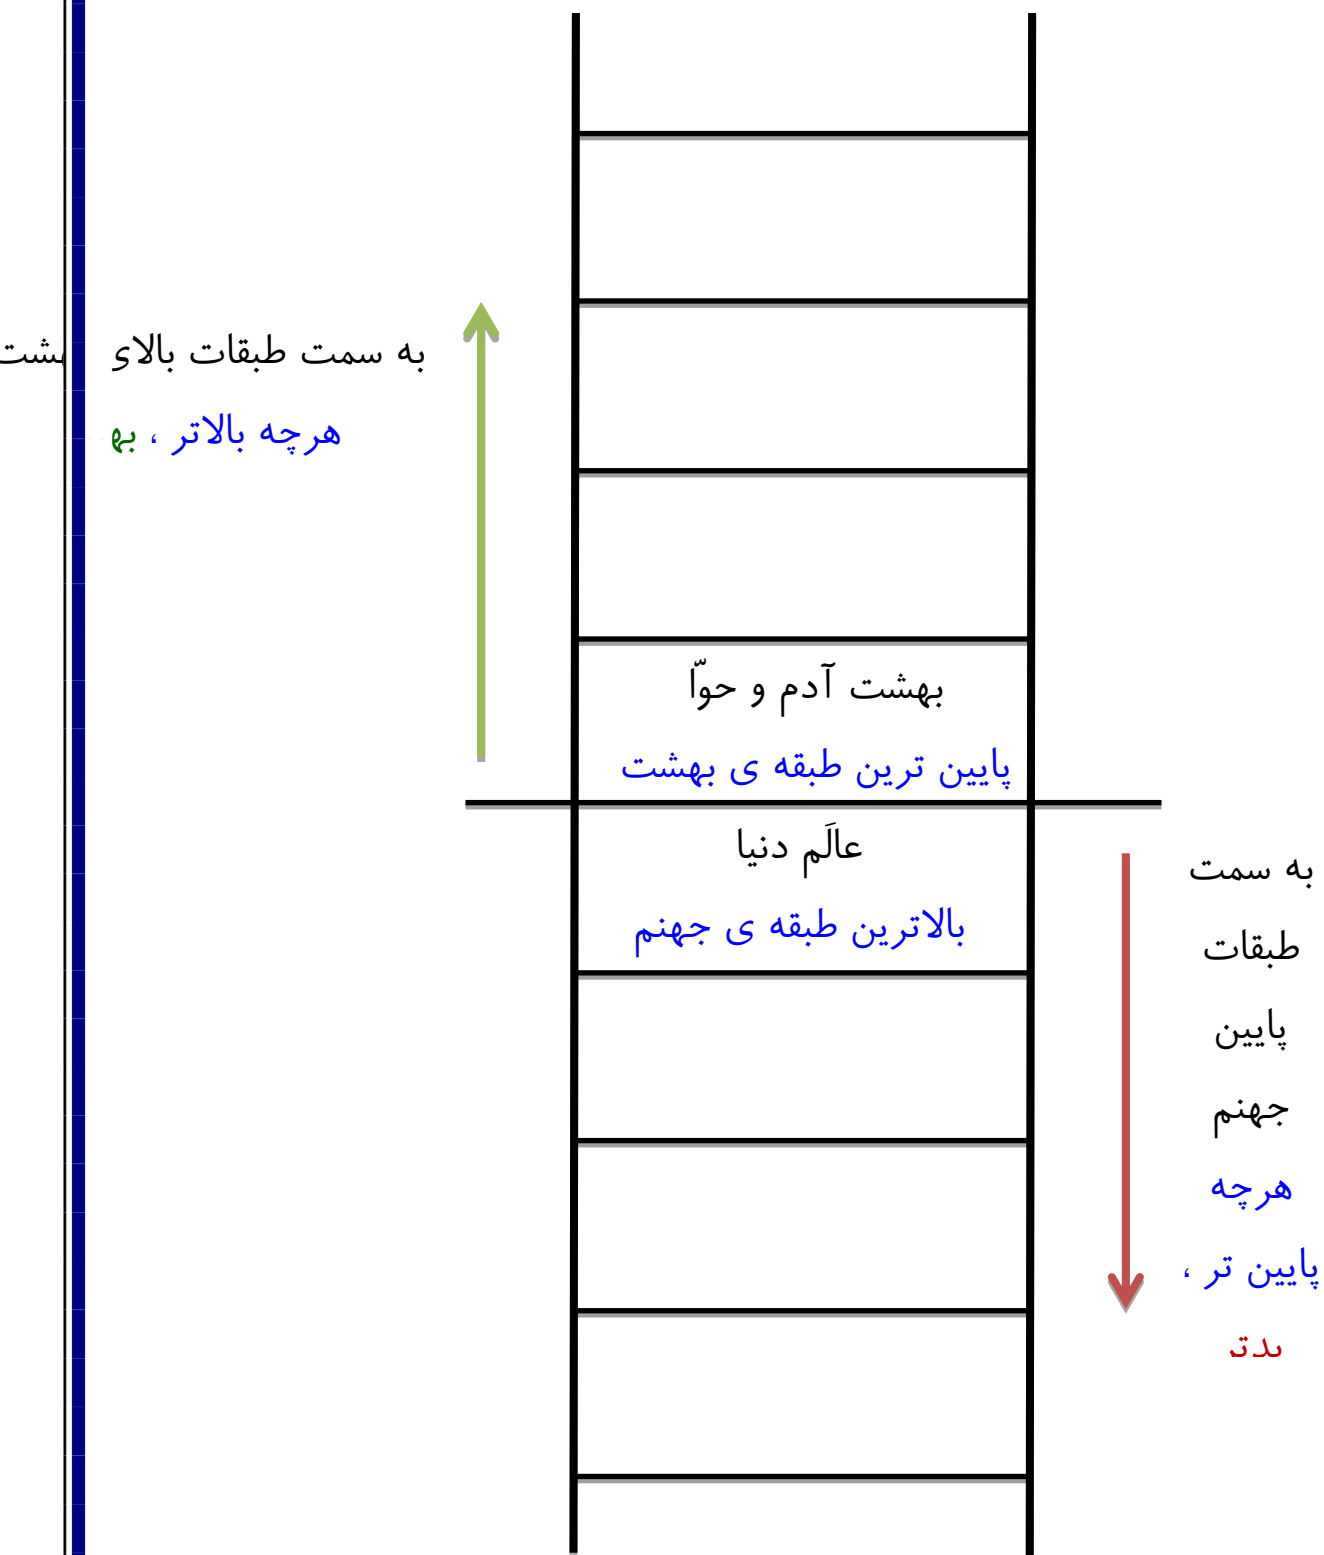 به سمت طبقات بالای
هرچه بالاتر ،
بهشت آدم و حوّا
پایین ترین طبقه ی بهشت
عالَم دنیا
بالاترین طبقه ی جهنم
به سمت
طبقات
پایین
جهنم
هرچه
پایین تر ،
بدتر